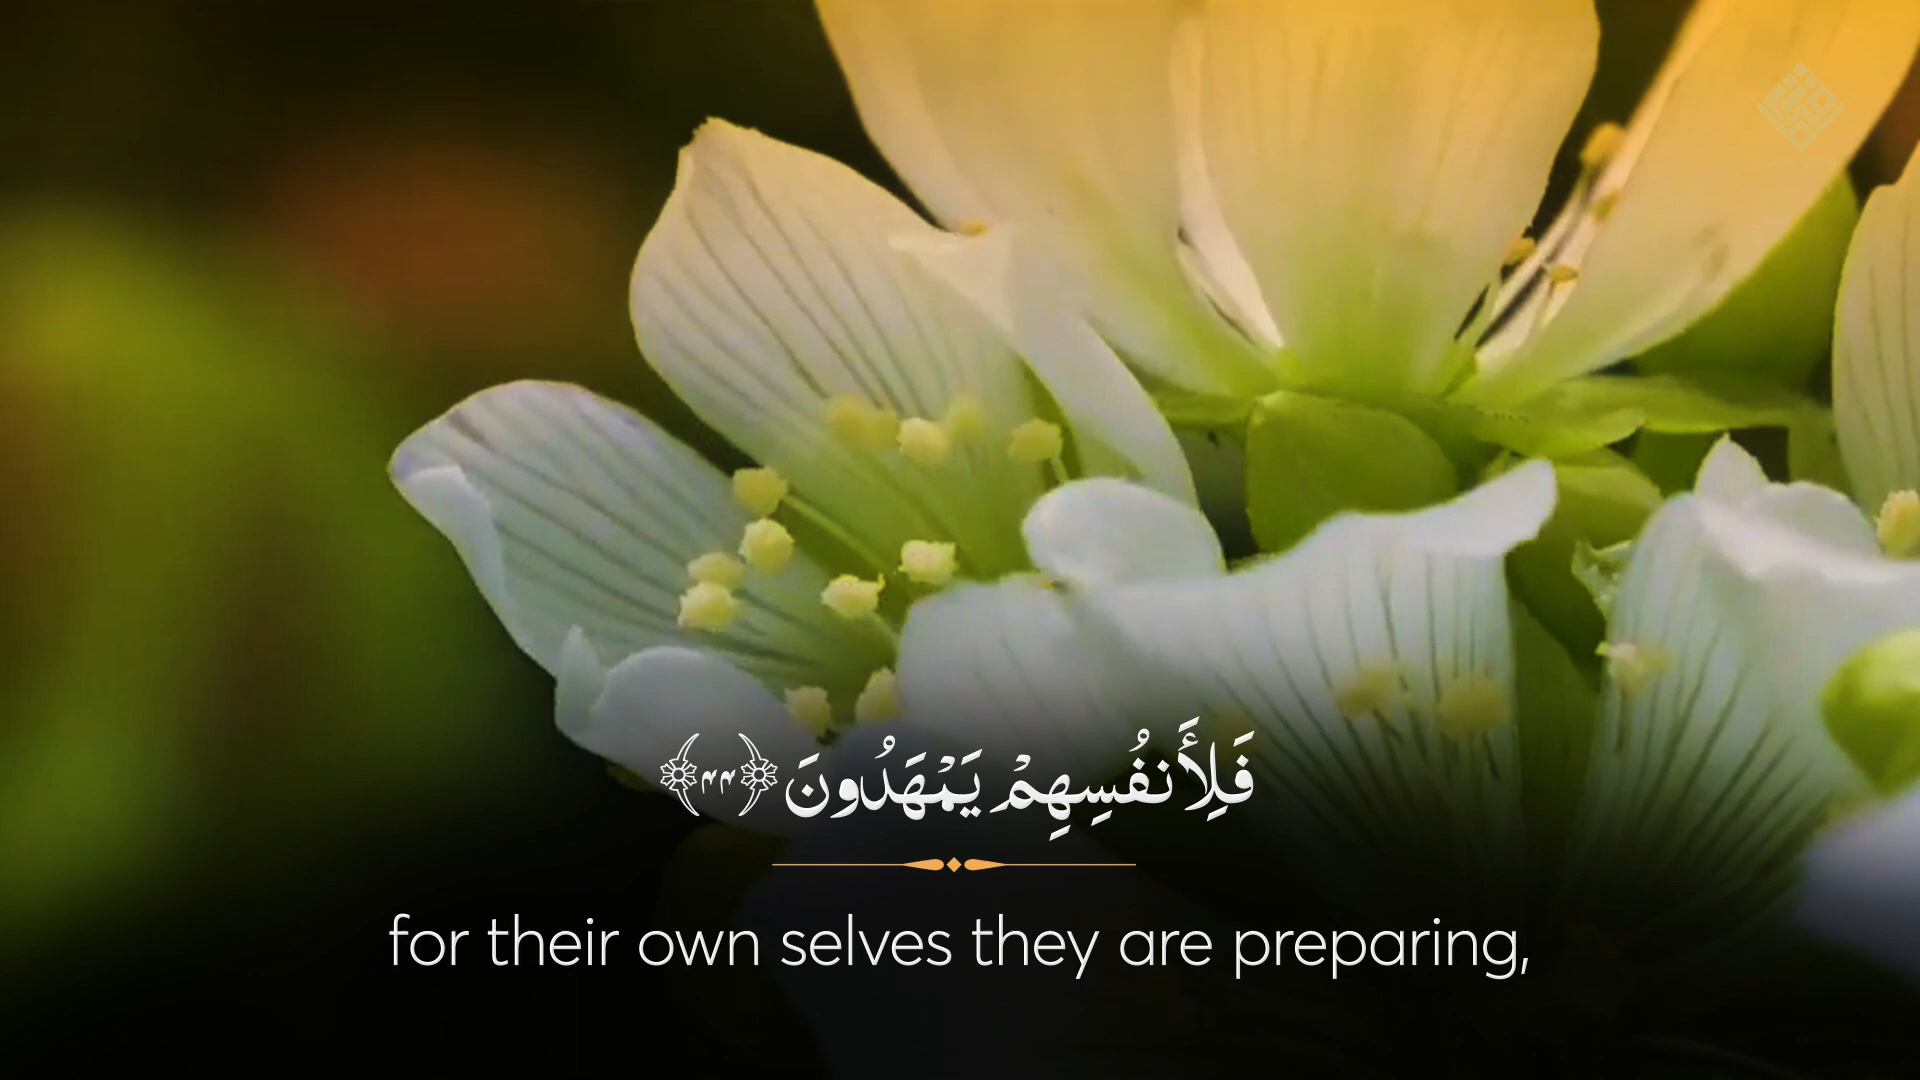 فَلِأَنفُسِهِمْ يَمْهَدُونَ ﴿٤٤﴾
for their own selves they are preparing,